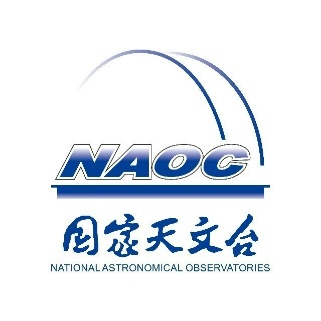 NAOC
国家天文台
NATIONAL ASTRONOMICAL OBSERVATORIES